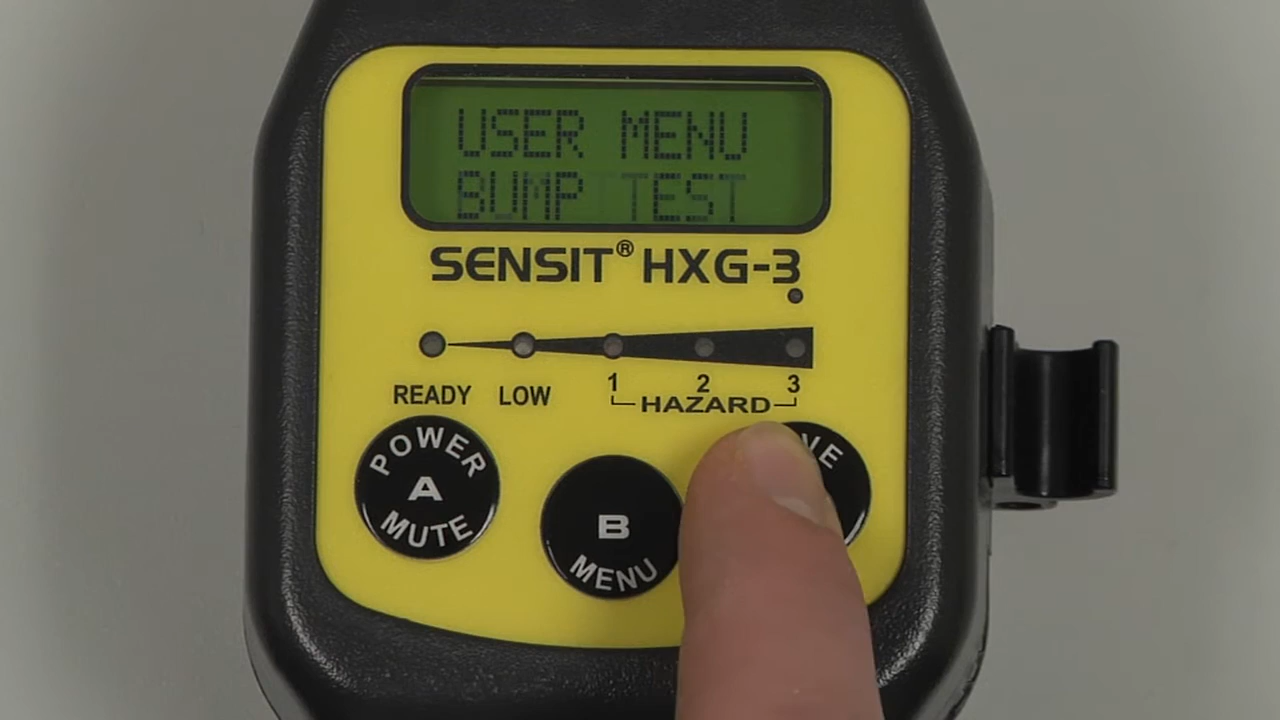 USER MENU
BUMP TEST
SENSIT® HXG-3
READY LOW 1 2 3
HAZARD
POWER
A
MUTE
B
MENU